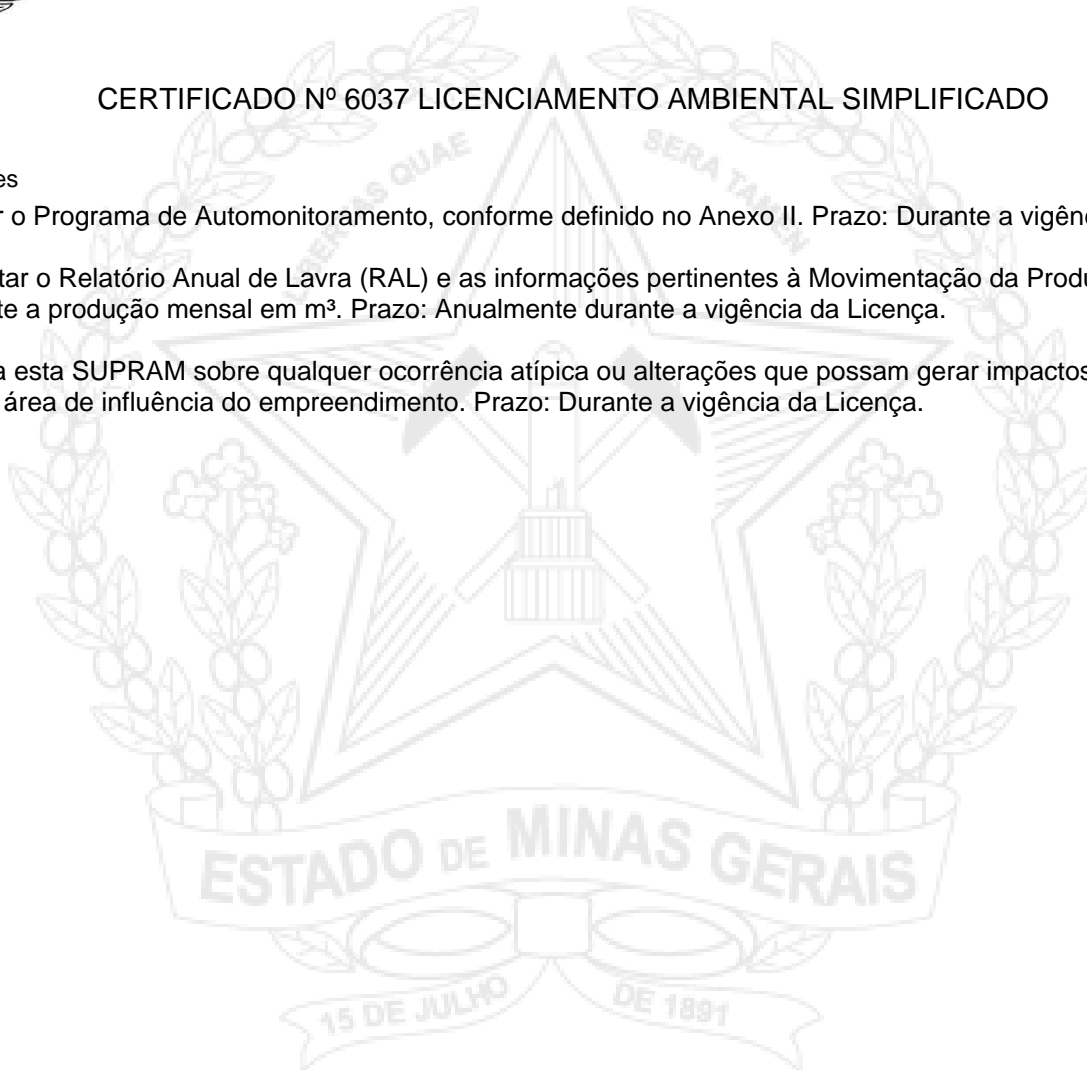 CERTIFICADO Nº 6037 LICENCIAMENTO AMBIENTAL SIMPLIFICADO
es
r o Programa de Automonitoramento, conforme definido no Anexo II. Prazo: Durante a vigên
tar o Relatório Anual de Lavra (RAL) e as informações pertinentes à Movimentação da Produ
te a produção mensal em m³. Prazo: Anualmente durante a vigência da Licença.
a esta SUPRAM sobre qualquer ocorrência atípica ou alterações que possam gerar impactos
área de influência do empreendimento. Prazo: Durante a vigência da Licença.
LIBERTAS QUAE SERA TAMEN
ESTADO DE MINAS GERAIS
15 DE JULHO DE 1891